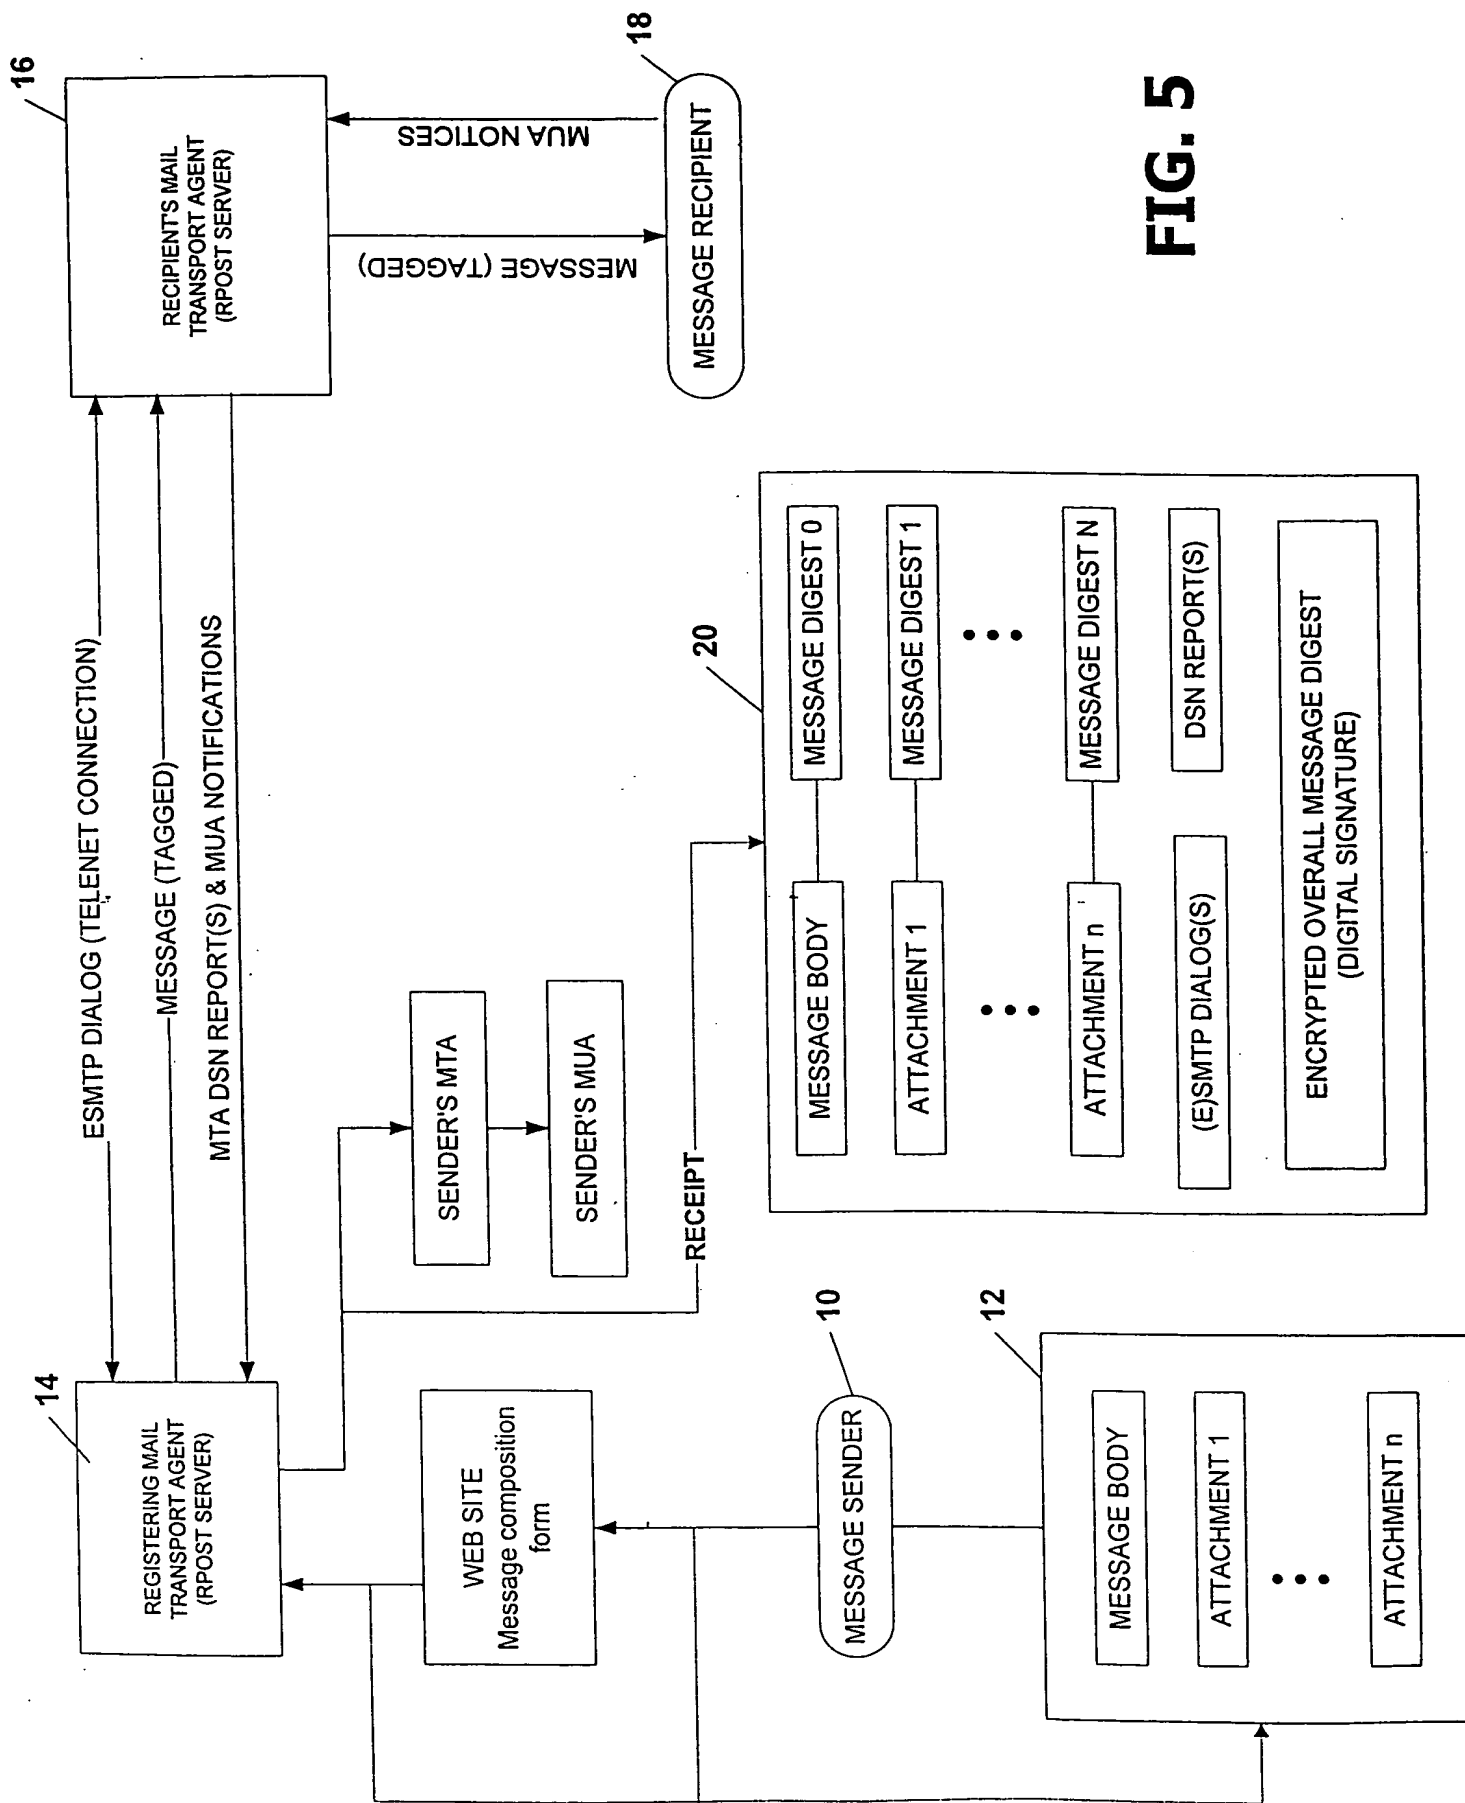 14
REGISTERING MAIL
TRANSPORT AGENT
(RPOST SERVER)
ESMTP DIALOG (TELENET CONNECTION)
MESSAGE (TAGGED)
MTA DSN REPORT(S) & MUA NOTIFICATIONS
16
RECIPIENT'S MAIL
TRANSPORT AGENT
(RPOST SERVER)
MESSAGE (TAGGED)
MUA NOTICES
18
MESSAGE RECIPIENT
WEB SITE
Message composition
form
SENDER'S MTA
SENDER'S MUA
RECEIPT
10
MESSAGE SENDER
12
MESSAGE BODY
ATTACHMENT 1
ATTACHMENT n
20
MESSAGE BODY
MESSAGE DIGEST 0
ATTACHMENT 1
MESSAGE DIGEST 1
ATTACHMENT n
MESSAGE DIGEST N
(E)SMTP DIALOG(S)
DSN REPORT(S)
ENCRYPTED OVERALL MESSAGE DIGEST
(DIGITAL SIGNATURE)
FIG. 5